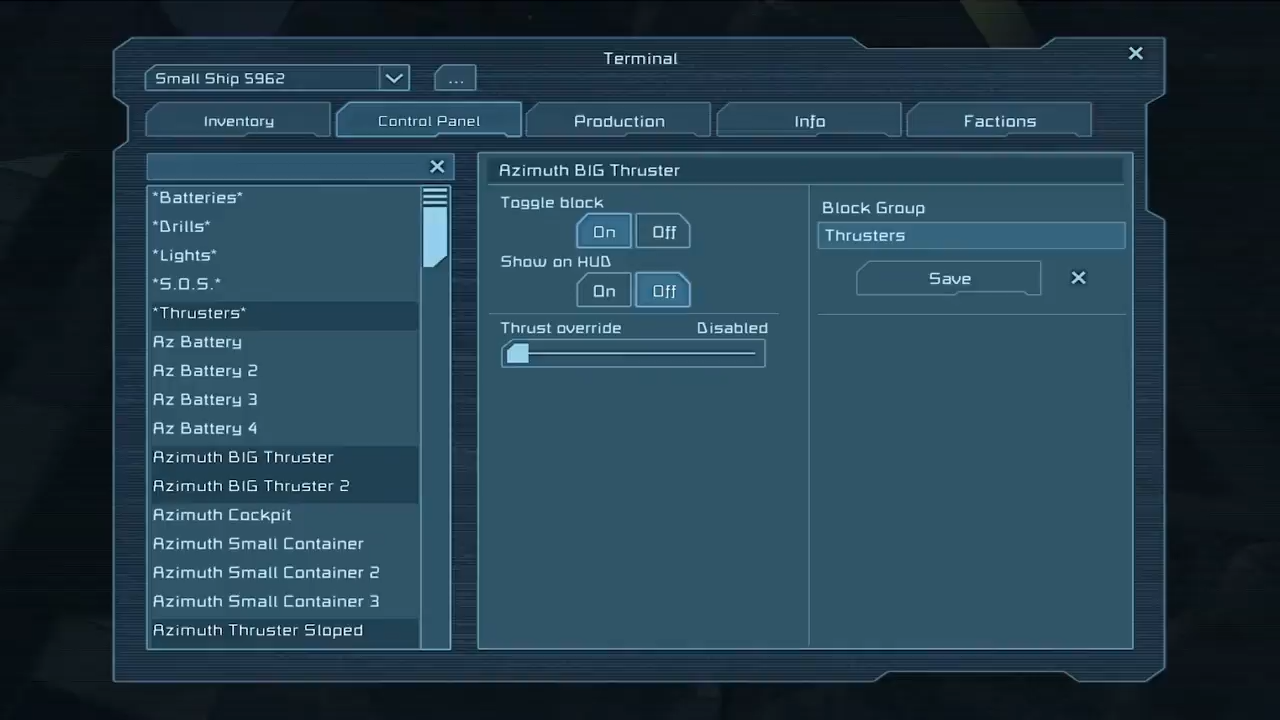 Terminal
Small Ship 5962
...
Inventory
Control Panel
Production
Info
Factions
*Batteries*
*Drills*
*Lights*
*S.O.S.*
*Thrusters*
Az Battery
Az Battery 2
Az Battery 3
Az Battery 4
Azimuth BIG Thruster
Azimuth BIG Thruster 2
Azimuth Cockpit
Azimuth Small Container
Azimuth Small Container 2
Azimuth Small Container 3
Azimuth Thruster Sloped
Azimuth BIG Thruster
Toggle block
On Off
Show on HUD
On Off
Thrust override Disabled
Block Group
Thrusters
Save